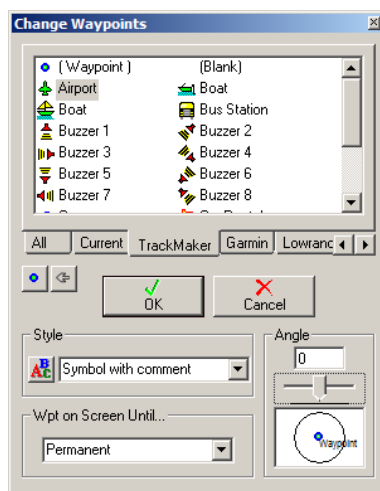 Change Waypoints
( Waypoint ) (Blank)
Airport Boat
Boat Bus Station
Buzzer 1 Buzzer 2
Buzzer 3 Buzzer 4
Buzzer 5 Buzzer 6
Buzzer 7 Buzzer 8
All Current TrackMaker Garmin Lowranc
OK Cancel
Style Angle
0
ABC Symbol with comment
Wpt on Screen Until...
Waypoint
Permanent